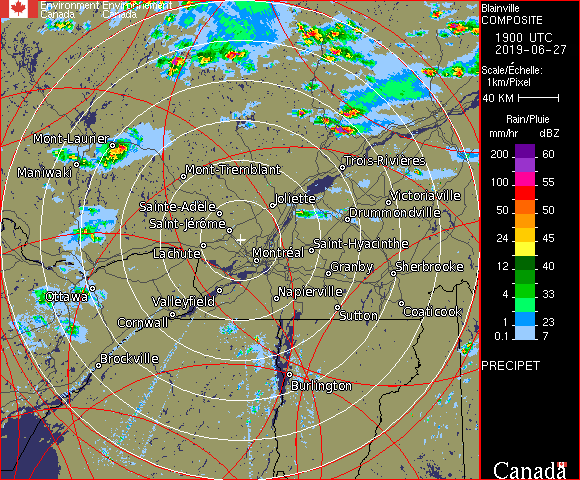 Environment Environnement
Canada Canada
Blainville
COMPOSITE
1900 UTC
2019-06-27
Scale/Échelle:
1km/Pixel
40 KM
Rain/Pluie
mm/hr dBZ
200 60
100 55
50 50
24 45
12 40
4 33
1 23
0.1 7
PRECIPET
Canada
Mont-Laurier
Maniwaki
Mont-Tremblant
Trois-Rivières
Sainte-Adèle
Joliette
Victoriaville
Drummondville
Saint-Jérôme
Lachute
Montréal
Saint-Hyacinthe
Granby
Sherbrooke
Ottawa
Valleyfield
Napierville
Cornwall
Sutton
Coaticook
Brockville
Burlington